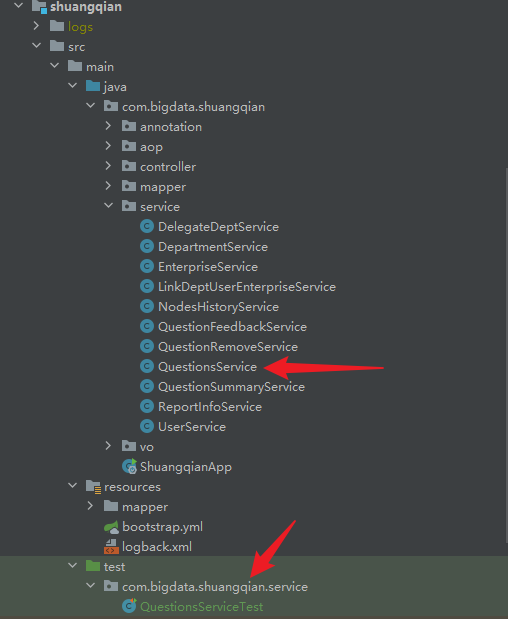 shuangqian
logs
src
main
java
com.bigdata.shuangqian
annotation
aop
controller
mapper
service
DelegateDeptService
DepartmentService
EnterpriseService
LinkDeptUserEnterpriseService
NodesHistoryService
QuestionFeedbackService
QuestionRemoveService
QuestionsService
QuestionSummaryService
ReportInfoService
UserService
vo
ShuangqianApp
resources
mapper
bootstrap.yml
logback.xml
test
com.bigdata.shuangqian.service
QuestionsServiceTest